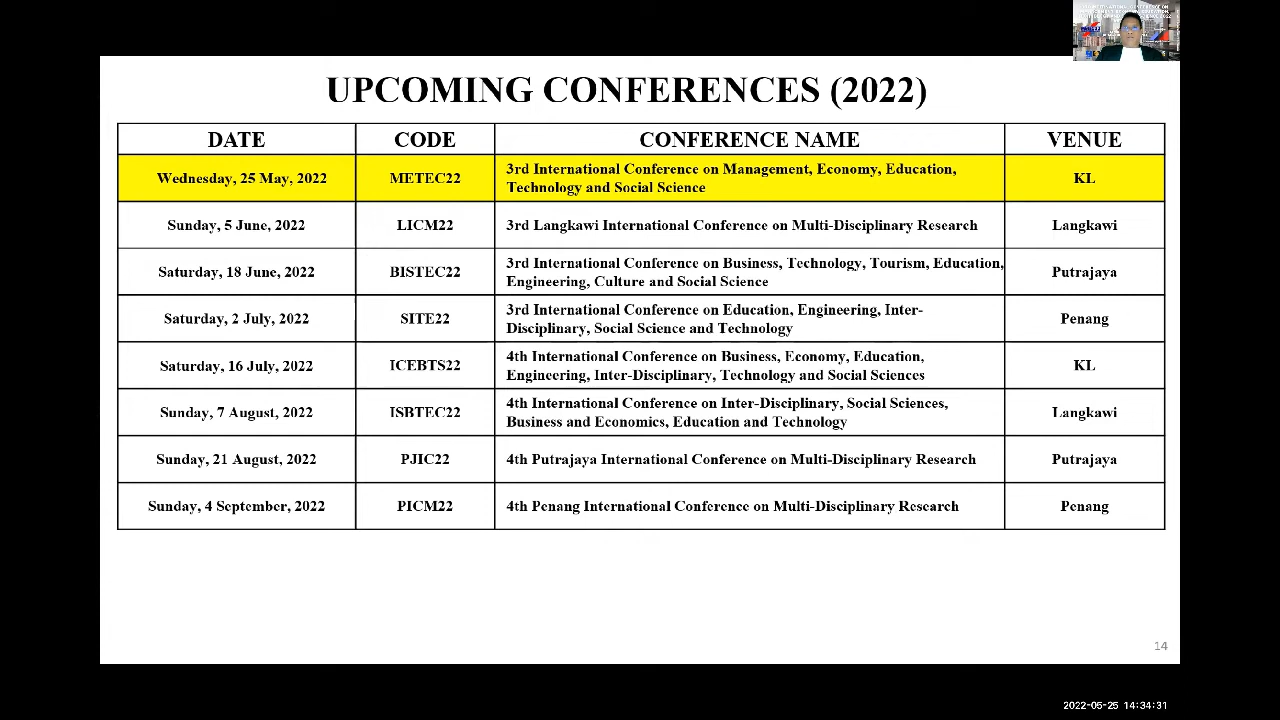 UPCOMING CONFERENCES (2022)
DATE CODE CONFERENCE NAME VENUE
Wednesday, 25 May, 2022 METEC22 3rd International Conference on Management, Economy, Education, Technology and Social Science KL
Sunday, 5 June, 2022 LICM22 3rd Langkawi International Conference on Multi-Disciplinary Research Langkawi
Saturday, 18 June, 2022 BISTEC22 3rd International Conference on Business, Technology, Tourism, Education, Engineering, Culture and Social Science Putrajaya
Saturday, 2 July, 2022 SITE22 3rd International Conference on Education, Engineering, Inter-Disciplinary, Social Science and Technology Penang
Saturday, 16 July, 2022 ICEBTS22 4th International Conference on Business, Economy, Education, Engineering, Inter-Disciplinary, Technology and Social Sciences KL
Sunday, 7 August, 2022 ISBTEC22 4th International Conference on Inter-Disciplinary, Social Sciences, Business and Economics, Education and Technology Langkawi
Sunday, 21 August, 2022 PJIC22 4th Putrajaya International Conference on Multi-Disciplinary Research Putrajaya
Sunday, 4 September, 2022 PICM22 4th Penang International Conference on Multi-Disciplinary Research Penang
14
2022-05-25 14:34:31